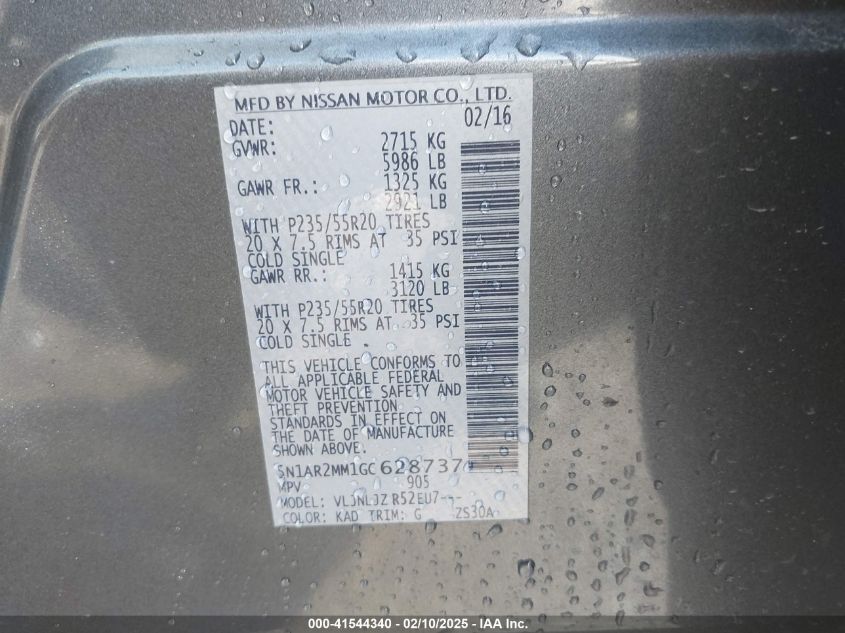 MFD BY NISSAN MOTOR CO., LTD.
DATE: 02/16
GVWR: 2715 KG
5986 LB
GAWR FR.: 1325 KG
2921 LB
WITH P235/55R20 TIRES
20 X 7.5 RIMS AT 35 PSI
COLD SINGLE
GAWR RR.: 1415 KG
3120 LB
WITH P235/55R20 TIRES
20 X 7.5 RIMS AT 35 PSI
COLD SINGLE
THIS VEHICLE CONFORMS TO
ALL APPLICABLE FEDERAL
MOTOR VEHICLE SAFETY AND
THEFT PREVENTION
STANDARDS IN EFFECT ON
THE DATE OF MANUFACTURE
SHOWN ABOVE.
5N1AR2MM1GC628737
MPV 905
MODEL:
COLOR: KAD TRIM: G ZS30A
000-41544340 - 02/10/2025 - IAA Inc.